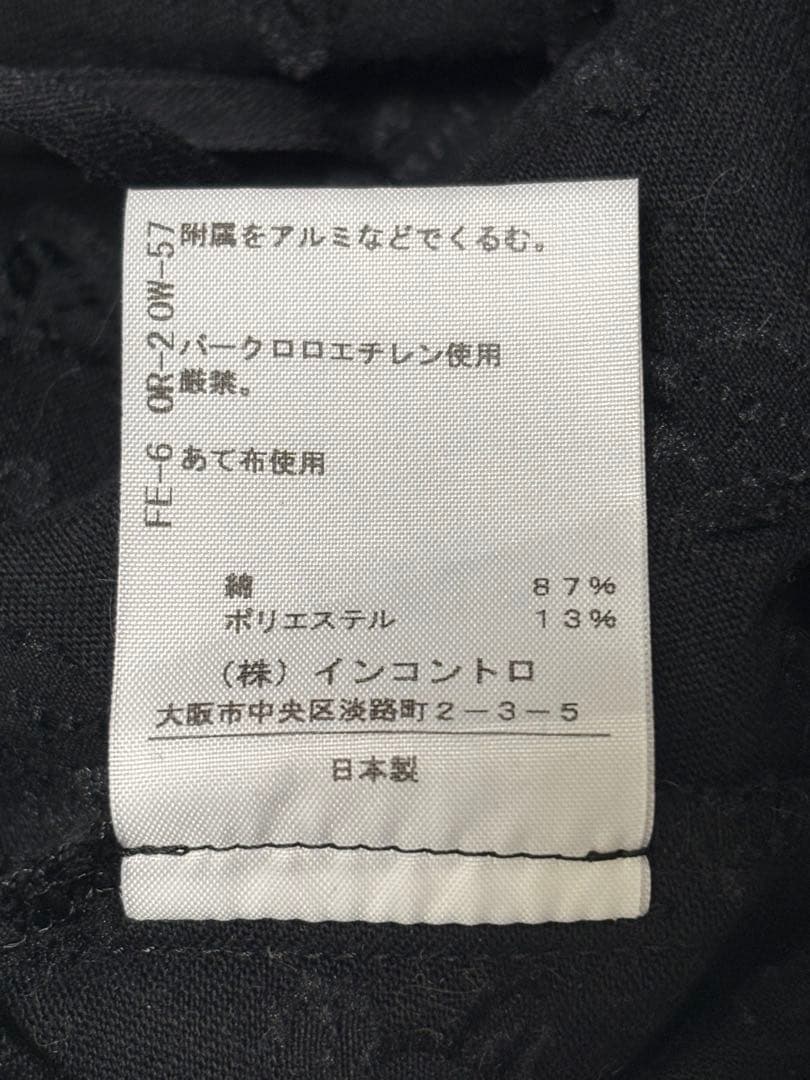 附属をアルミなどでくるむ。
パークロロエチレン使用
厳禁。
あて布使用
FE-6 OR-20W-57
綿 87%
ポリエステル 13%
(株)インコントロ
大阪市中央区淡路町2-3-5
日本製